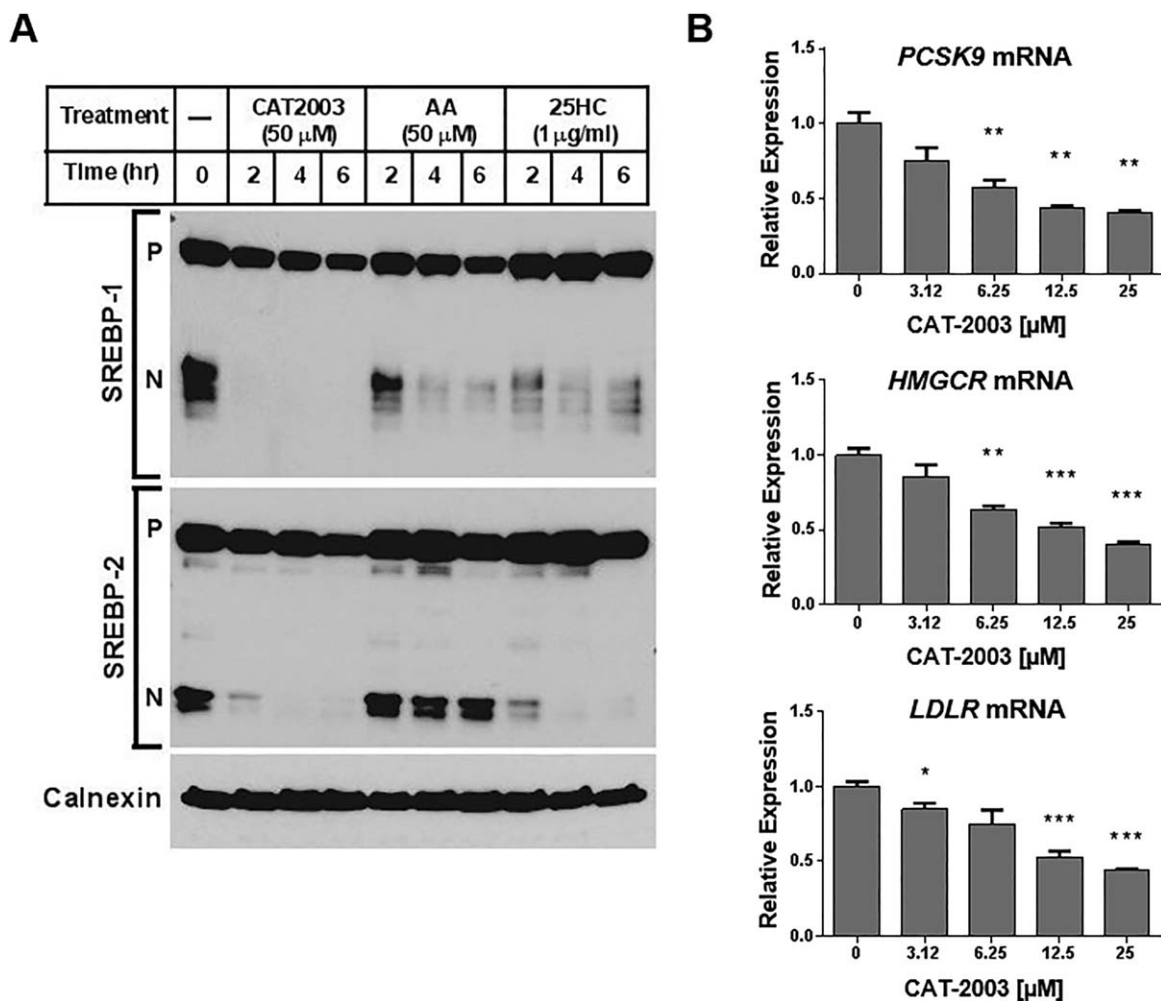 A
Treatment — CAT2003 (50 µM) AA (50 µM) 25HC (1 µg/ml)
Time (hr) 0 2 4 6 2 4 6 2 4 6
SREBP-1
P
N
SREBP-2
P
N
Calnexin
B
PCSK9 mRNA
Relative Expression
1.5
1.0
0.5
0.0
** ** **
0 3.12 6.25 12.5 25
CAT-2003 [µM]
HMGCR mRNA
Relative Expression
1.5
1.0
0.5
0.0
** *** ***
0 3.12 6.25 12.5 25
CAT-2003 [µM]
LDLR mRNA
Relative Expression
1.5
1.0
0.5
0.0
* *** ***
0 3.12 6.25 12.5 25
CAT-2003 [µM]